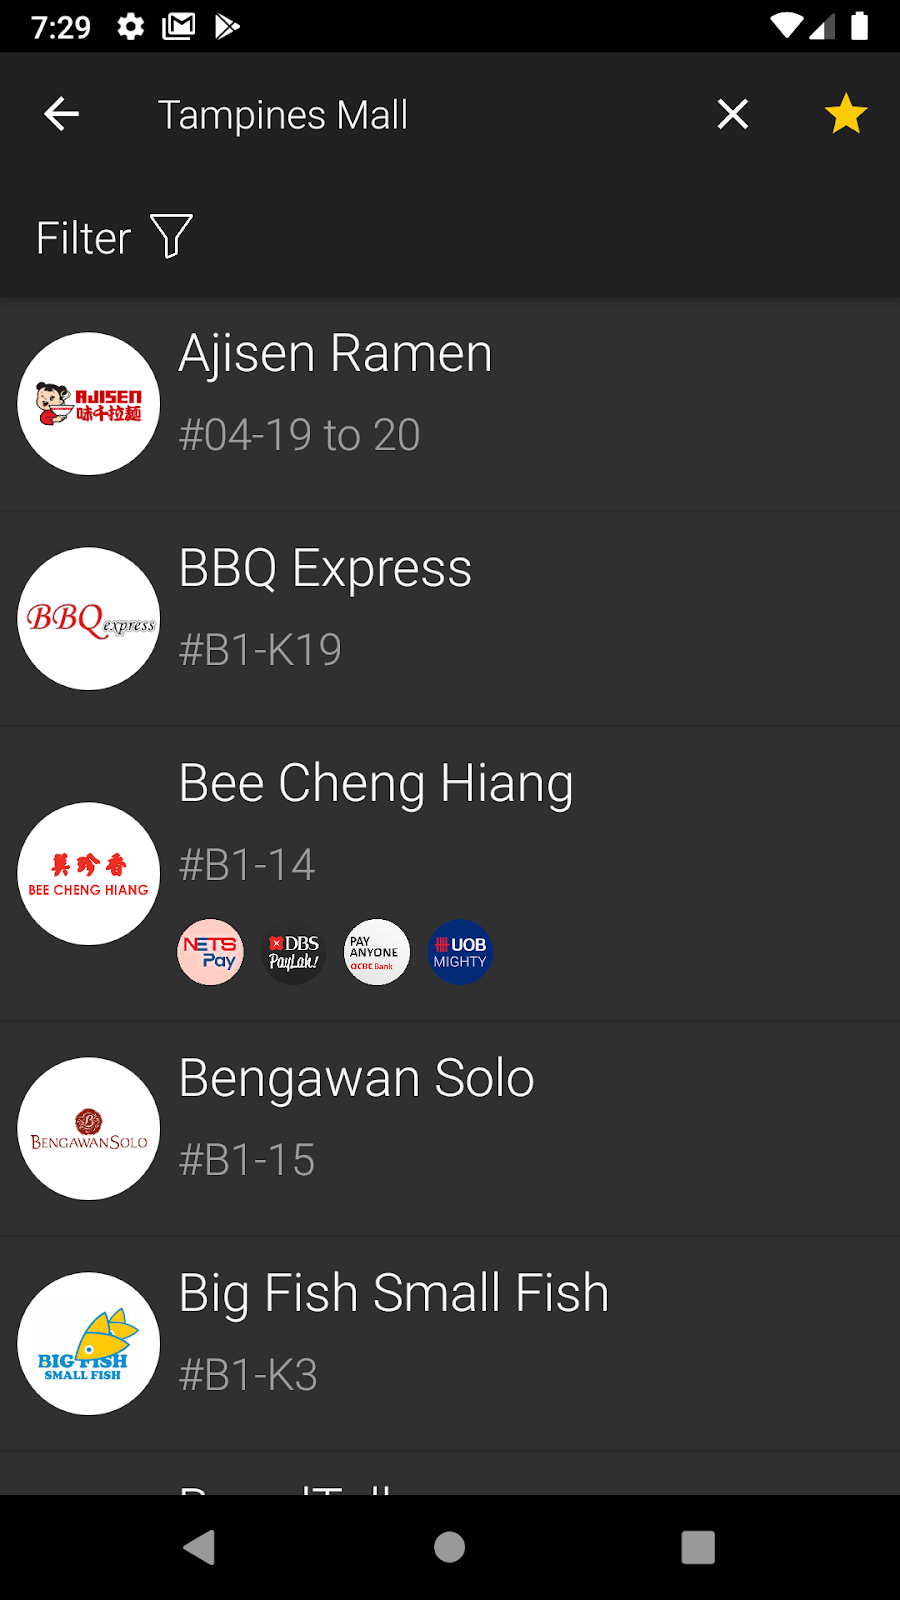 7:29
Tampines Mall
Filter
Ajisen Ramen
AJISEN
味千拉麺
#04-19 to 20
BBQ Express
BBQ express
#B1-K19
Bee Cheng Hiang
美珍香
BEE CHENG HIANG
#B1-14
NETS Pay
DBS PayLah!
PAY ANYONE OCBC Bank
UOB MIGHTY
Bengawan Solo
BENGAWAN SOLO
#B1-15
Big Fish Small Fish
BIG FISH
SMALL FISH
#B1-K3